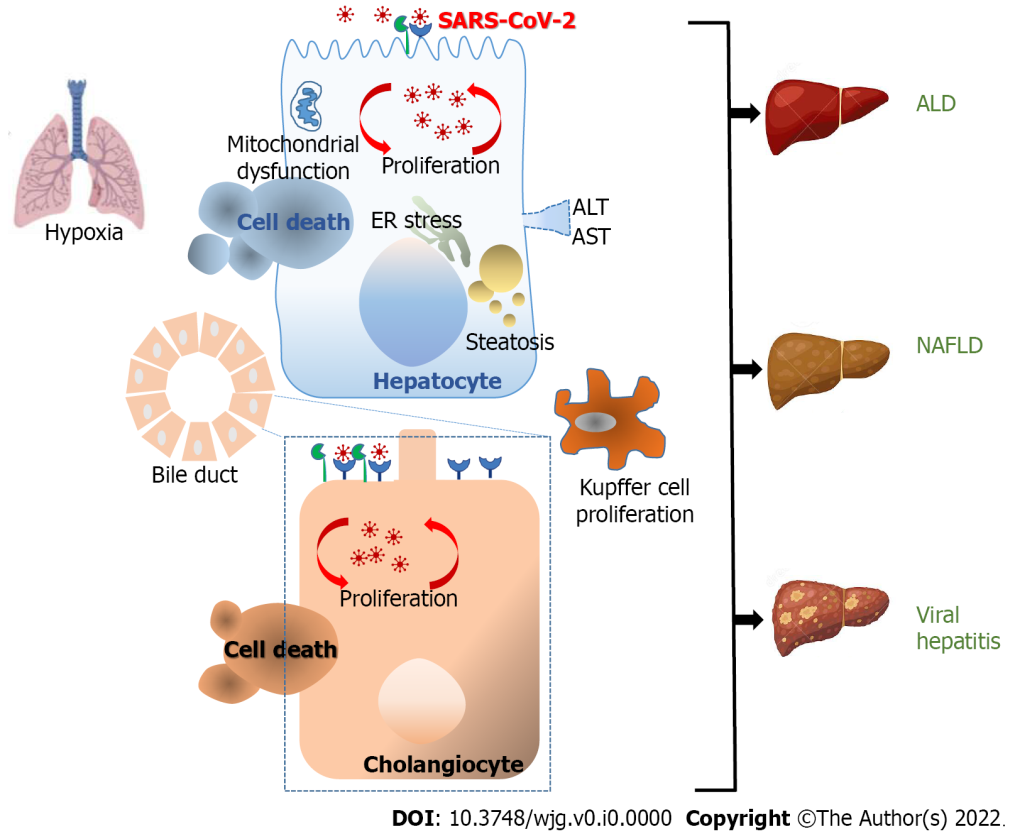 SARS-CoV-2
Mitochondrial
dysfunction
Proliferation
Hypoxia
Cell death
ER stress
ALT
AST
Steatosis
Hepatocyte
Bile duct
Kupffer cell
proliferation
Proliferation
Cell death
Cholangiocyte
ALD
NAFLD
Viral
hepatitis
DOI: 10.3748/wjg.v0.i0.0000 Copyright ©The Author(s) 2022.